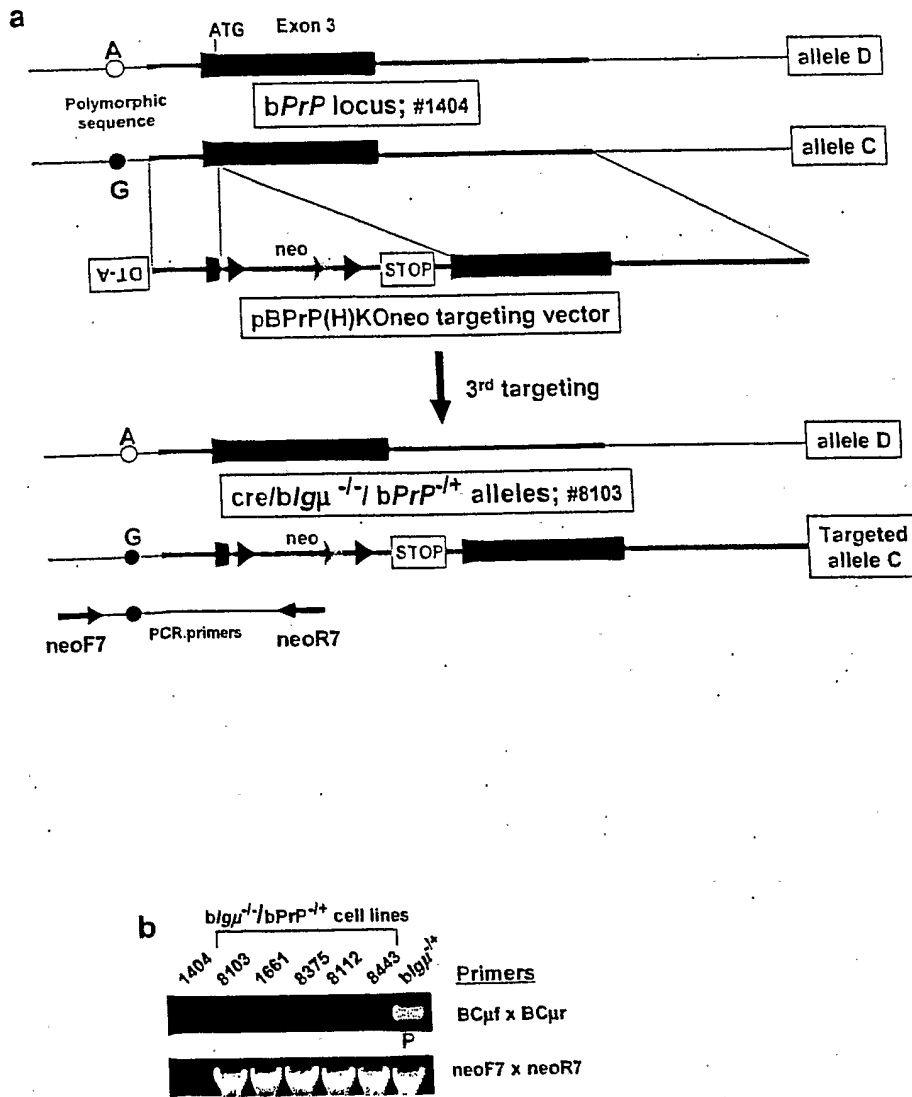 a
ATG Exon 3
A
allele D
Polymorphic
sequence
bPrP locus; #1404
allele C
G
DT-A
neo
STOP
pBPrP(H)KOneo targeting vector
3rd targeting
A
allele D
cre/bIgμ -/-/ bPrP-/+ alleles; #8103
G
neo
STOP
Targeted
allele C
neoF7
PCR.primers
neoR7
b
bIgμ-/-/bPrP-/+ cell lines
1404
8103
1661
8375
8112
8443
bIgμ-/+
Primers
BCμf x BCμr
P
neoF7 x neoR7